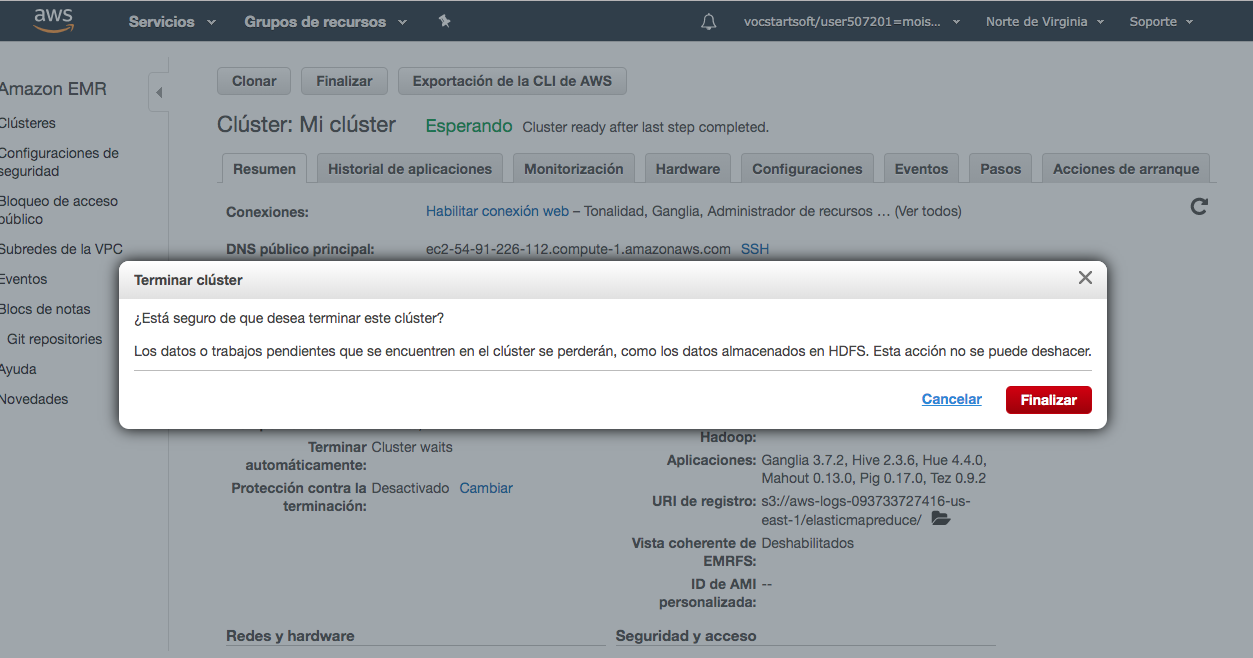 aws Servicios Grupos de recursos vocstartsoft/user507201=mois... Norte de Virginia Soporte
Amazon EMR
Clústeres
Configuraciones de
seguridad
Bloqueo de acceso
público
Subredes de la VPC
Eventos
Blocs de notas
Git repositories
Ayuda
Novedades
Clonar Finalizar Exportación de la CLI de AWS
Clúster: Mi clúster Esperando Cluster ready after last step completed.
Resumen Historial de aplicaciones Monitorización Hardware Configuraciones Eventos Pasos Acciones de arranque
Conexiones: Habilitar conexión web – Tonalidad, Ganglia, Administrador de recursos … (Ver todos)
DNS público principal: ec2-54-91-226-112.compute-1.amazonaws.com SSH
Terminar clúster
¿Está seguro de que desea terminar este clúster?
Los datos o trabajos pendientes que se encuentren en el clúster se perderán, como los datos almacenados en HDFS. Esta acción no se puede deshacer.
Cancelar Finalizar
Terminar Cluster waits
automáticamente:
Protección contra la Desactivado Cambiar
terminación:
Hadoop:
Aplicaciones: Ganglia 3.7.2, Hive 2.3.6, Hue 4.4.0,
Mahout 0.13.0, Pig 0.17.0, Tez 0.9.2
URI de registro: s3://aws-logs-093733727416-us-
east-1/elasticmapreduce/
Vista coherente de Deshabilitados
EMRFS:
ID de AMI --
personalizada:
Redes y hardware
Seguridad y acceso